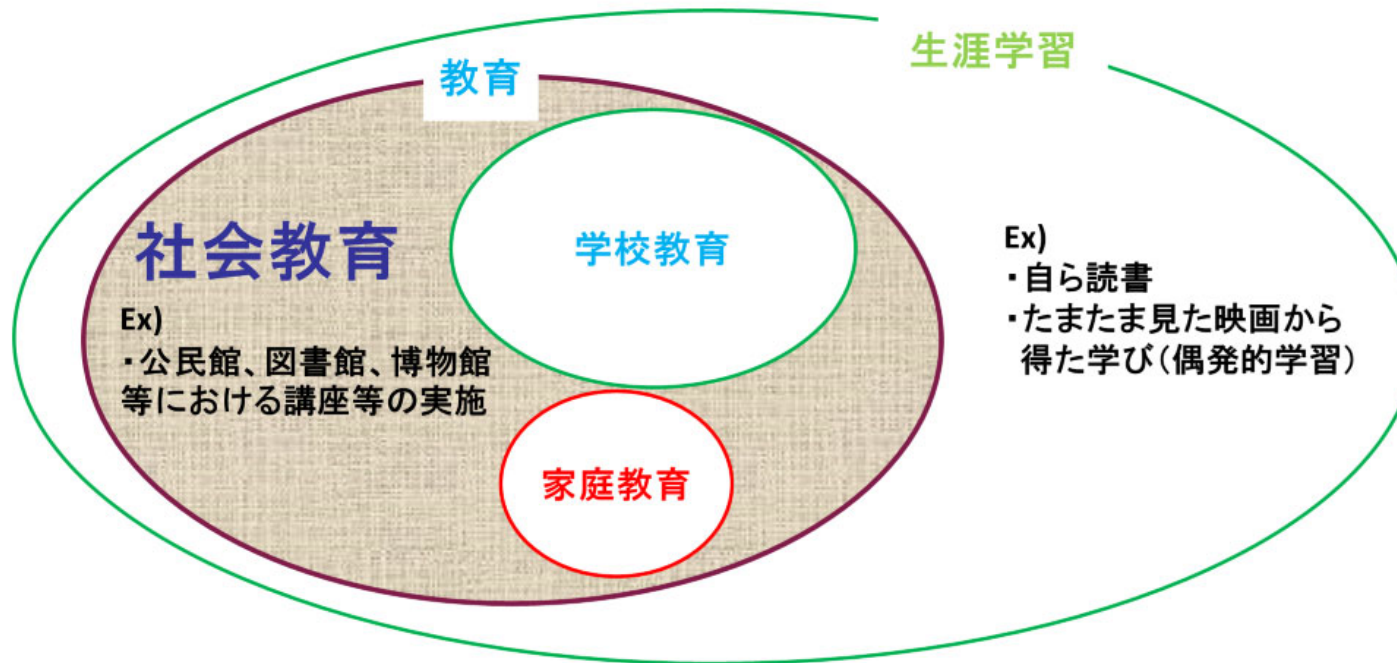 生涯学習
教育
学校教育
社会教育
Ex)
・公民館、図書館、博物館
等における講座等の実施
家庭教育
Ex)
・自ら読書
・たまたま見た映画から
得た学び(偶発的学習)